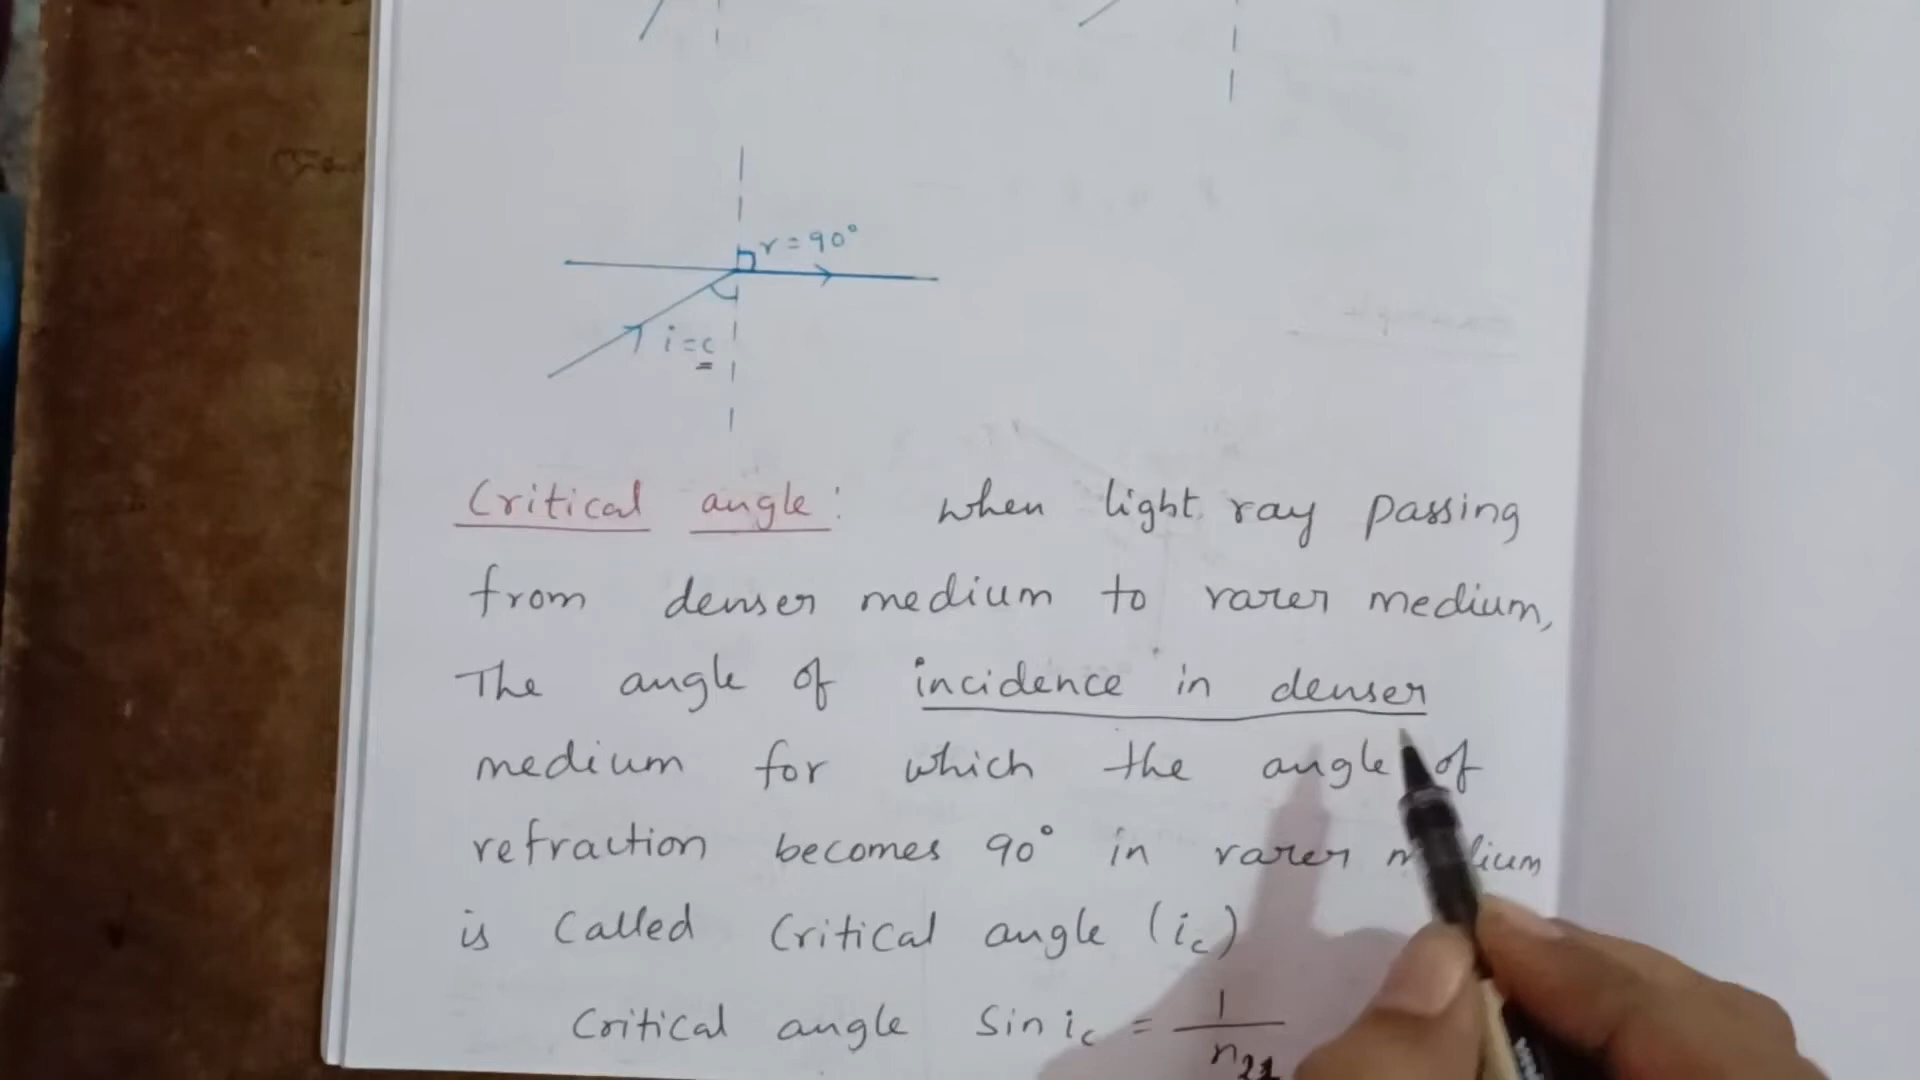 r = 90°
i = c
Critical angle: When light ray passing
from denser medium to rarer medium,
The angle of incidence in denser
medium for which the angle of
refraction becomes 90° in rarer medium
is called Critical angle (ic)
Critical angle Sin ic = 1/n21